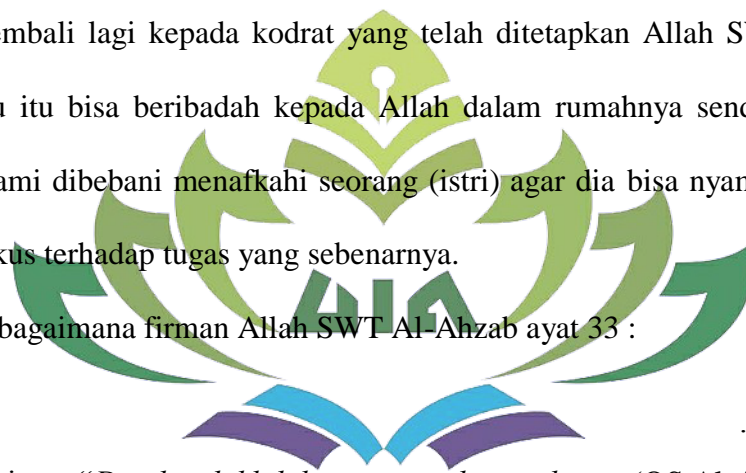 embali lagi kepada kodrat yang telah ditetapkan Allah S
u itu bisa beribadah kepada Allah dalam rumahnya send
ami dibebani menafkahi seorang (istri) agar dia bisa nyam
kus terhadap tugas yang sebenarnya.
bagaimana firman Allah SWT Al-Ahzab ayat 33 :
.